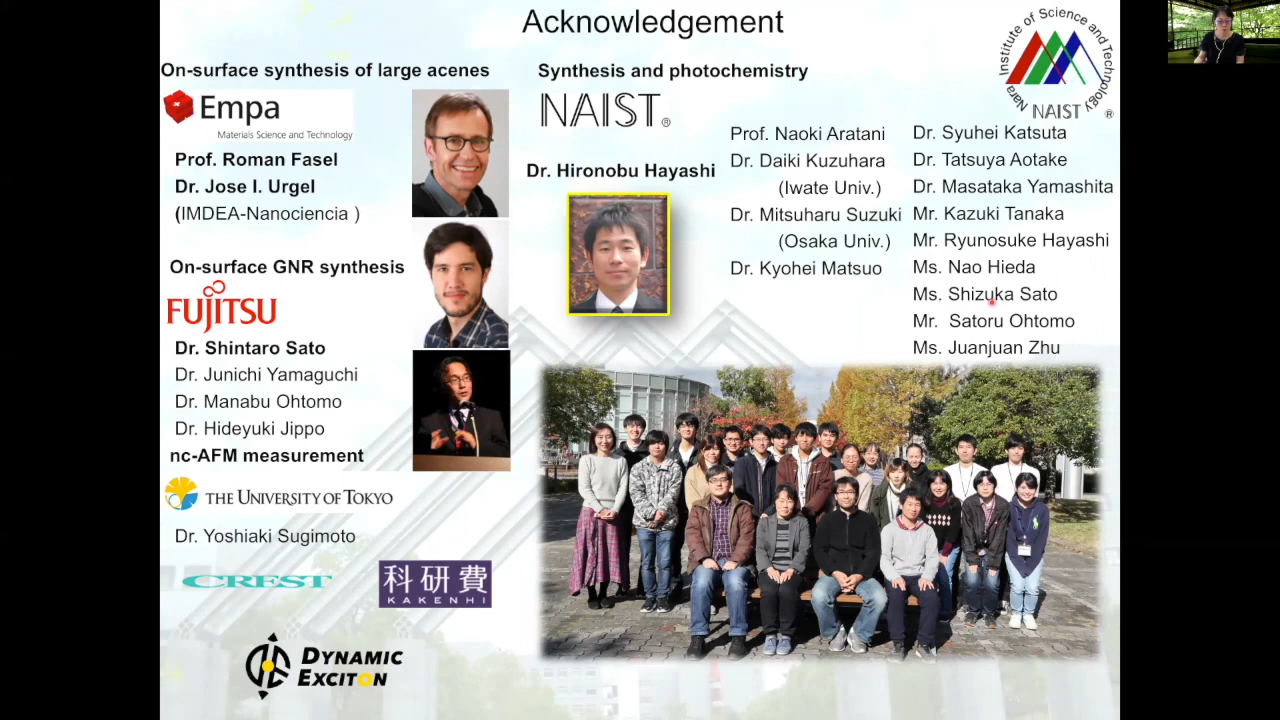 Acknowledgement
On-surface synthesis of large acenes
Empa
Materials Science and Technology
Prof. Roman Fasel
Dr. Jose I. Urgel
(IMDEA-Nanociencia )
On-surface GNR synthesis
FUJITSU
Dr. Shintaro Sato
Dr. Junichi Yamaguchi
Dr. Manabu Ohtomo
Dr. Hideyuki Jippo
nc-AFM measurement
THE UNIVERSITY OF TOKYO
Dr. Yoshiaki Sugimoto
CREST
科研費
KAKENHI
DYNAMIC
EXCITON
Synthesis and photochemistry
NAIST®
Dr. Hironobu Hayashi
Prof. Naoki Aratani
Dr. Daiki Kuzuhara
(Iwate Univ.)
Dr. Mitsuharu Suzuki
(Osaka Univ.)
Dr. Kyohei Matsuo
Nara Institute of Science and Technology
NAIST ®
Dr. Syuhei Katsuta
Dr. Tatsuya Aotake
Dr. Masataka Yamashita
Mr. Kazuki Tanaka
Mr. Ryunosuke Hayashi
Ms. Nao Hieda
Ms. Shizuka Sato
Mr.  Satoru Ohtomo
Ms. Juanjuan Zhu